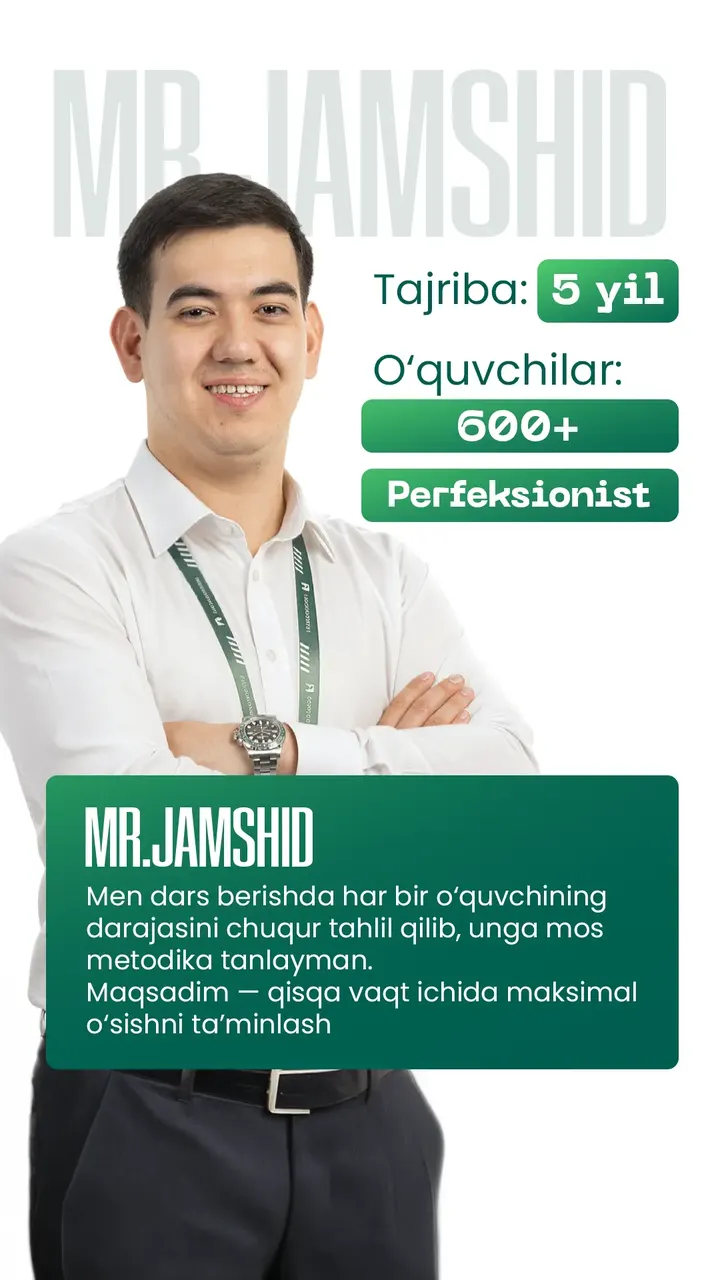 MR.JAMSHID
Tajriba: 5 yil
O‘quvchilar:
600+
Perfeksionist
MR.JAMSHID
Men dars berishda har bir o‘quvchining
darajasini chuqur tahlil qilib, unga mos
metodika tanlayman.
Maqsadim — qisqa vaqt ichida maksimal
o‘sishni ta’minlash